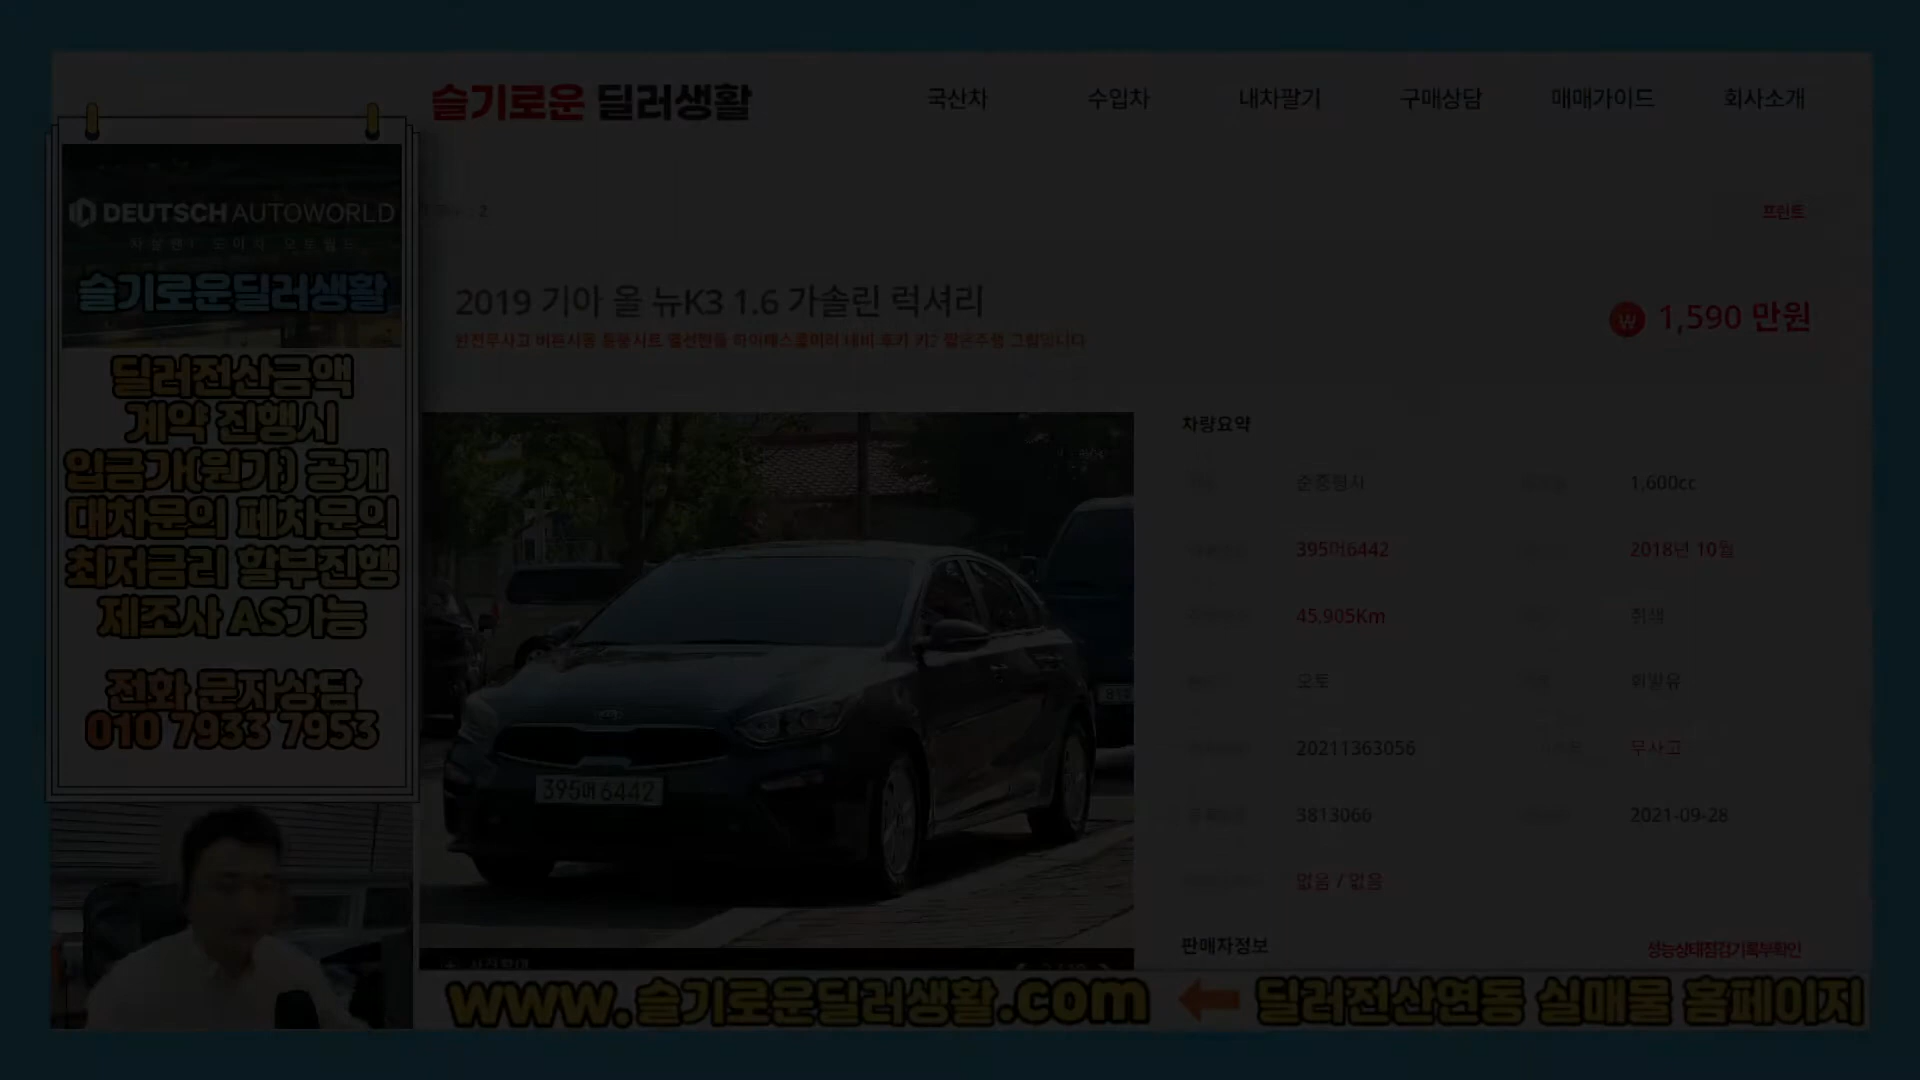 슬기로운 딜러생활
국산차 수입차 내차팔기 구매상담 매매가이드 회사소개
DEUTSCH AUTOWORLD
슬기로운딜러생활
딜러전산금액
계약 진행시
입금가(원가) 공개
대차문의 폐차문의
최저금리 할부진행
제조사 AS가능
전화 문자상담
010 7933 7953
2
프린트
2019 기아 올 뉴K3 1.6 가솔린 럭셔리
1,590 만원
395머6442
차량요약
준중형차 1,600cc
395머6442 2018년 10월
45,905Km 쥐색
오토 휘발유
20211363056 무사고
3813066 2021-09-28
없음 / 없음
판매자정보 성능상태점검기록부확인
www.슬기로운딜러생활.com 딜러전산연동 실매물 홈페이지